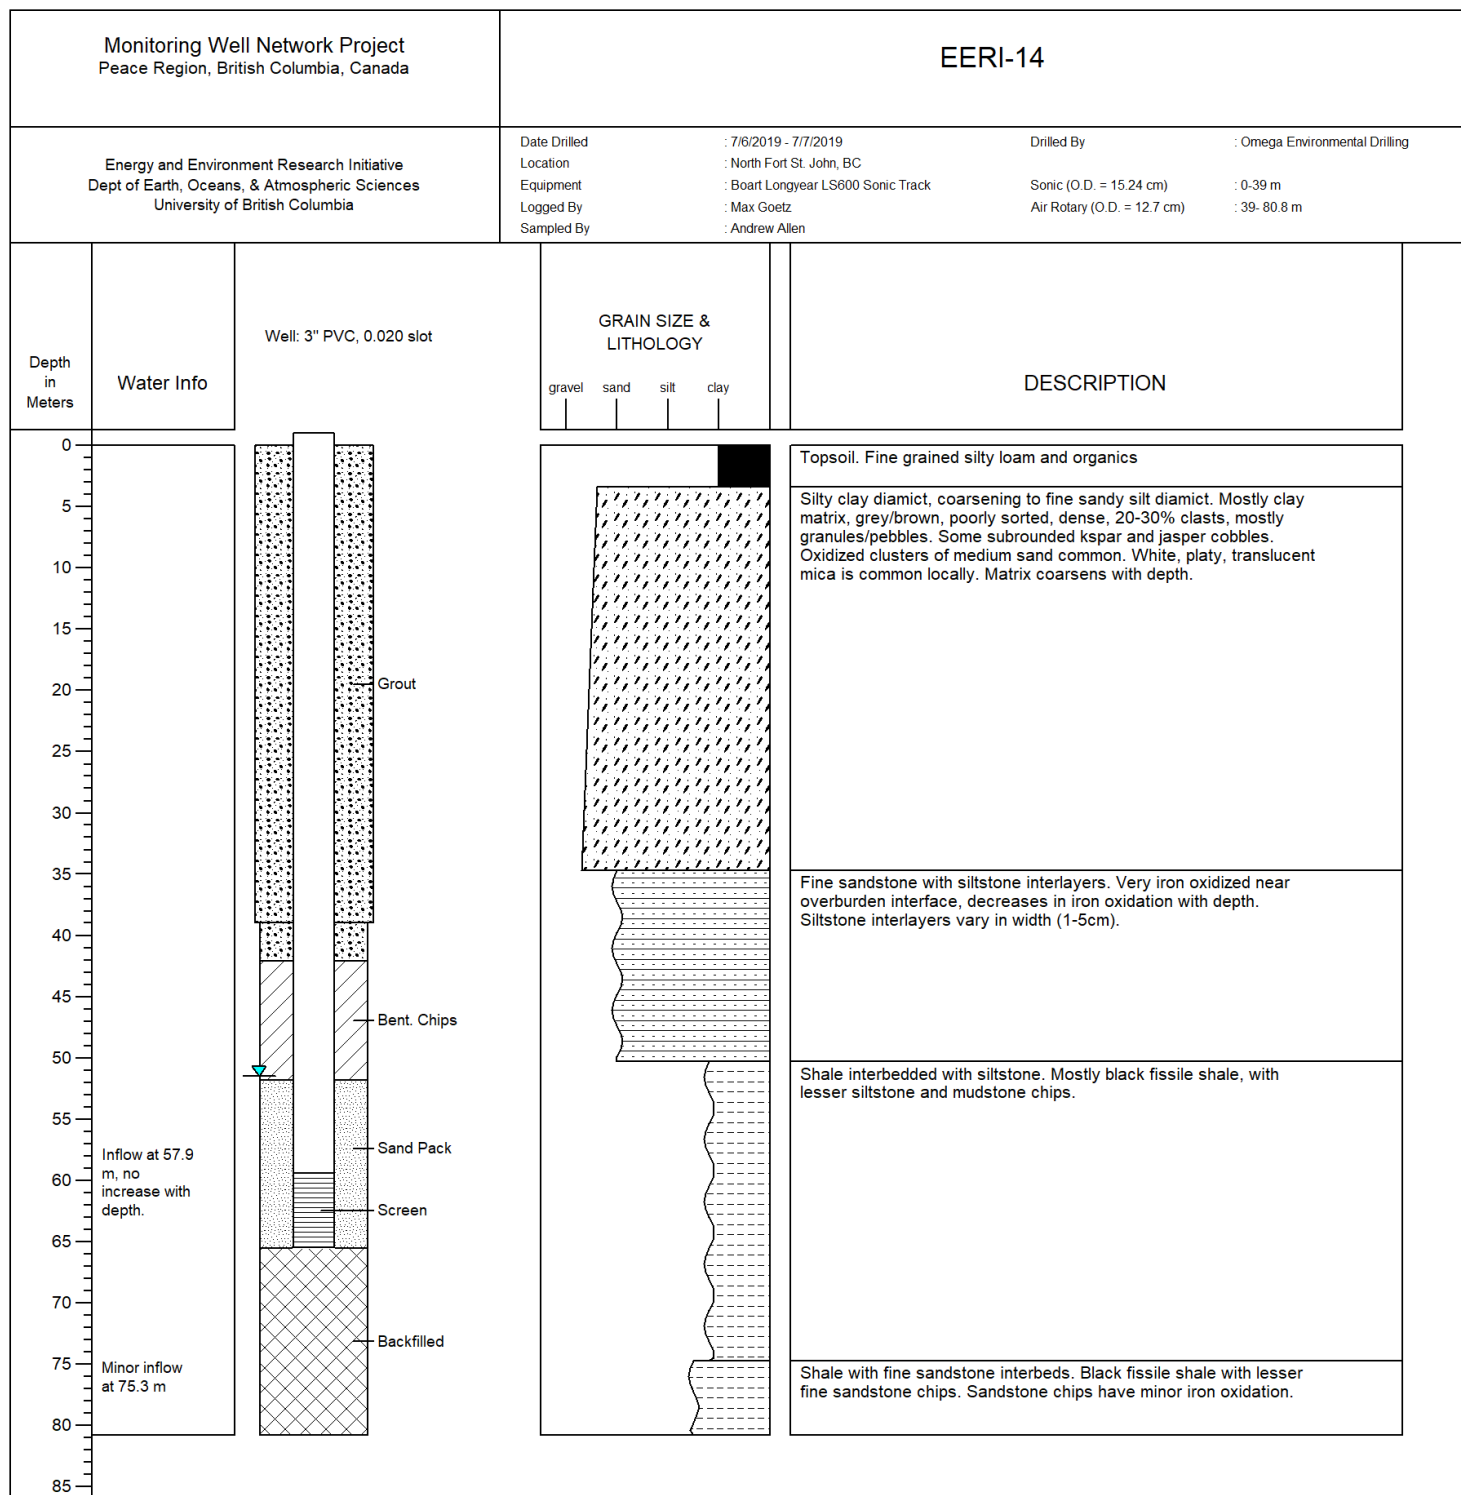 Monitoring Well Network Project
Peace Region, British Columbia, Canada
EERI-14
Energy and Environment Research Initiative
Dept of Earth, Oceans, & Atmospheric Sciences
University of British Columbia
Date Drilled : 7/6/2019 - 7/7/2019 Drilled By : Omega Environmental Drilling
Location : North Fort St. John, BC
Equipment : Boart Longyear LS600 Sonic Track Sonic (O.D. = 15.24 cm) : 0-39 m
Logged By : Max Goetz Air Rotary (O.D. = 12.7 cm) : 39- 80.8 m
Sampled By : Andrew Allen
Depth
in
Meters
Water Info
Well: 3" PVC, 0.020 slot
GRAIN SIZE &
LITHOLOGY
gravel sand silt clay
DESCRIPTION
0
5
10
15
20
25
30
35
40
45
50
55
60
65
70
75
80
85
Inflow at 57.9
m, no
increase with
depth.
Minor inflow
at 75.3 m
Grout
Bent. Chips
Sand Pack
Screen
Backfilled
Topsoil. Fine grained silty loam and organics
Silty clay diamict, coarsening to fine sandy silt diamict. Mostly clay
matrix, grey/brown, poorly sorted, dense, 20-30% clasts, mostly
granules/pebbles. Some subrounded kspar and jasper cobbles.
Oxidized clusters of medium sand common. White, platy, translucent
mica is common locally. Matrix coarsens with depth.
Fine sandstone with siltstone interlayers. Very iron oxidized near
overburden interface, decreases in iron oxidation with depth.
Siltstone interlayers vary in width (1-5cm).
Shale interbedded with siltstone. Mostly black fissile shale, with
lesser siltstone and mudstone chips.
Shale with fine sandstone interbeds. Black fissile shale with lesser
fine sandstone chips. Sandstone chips have minor iron oxidation.